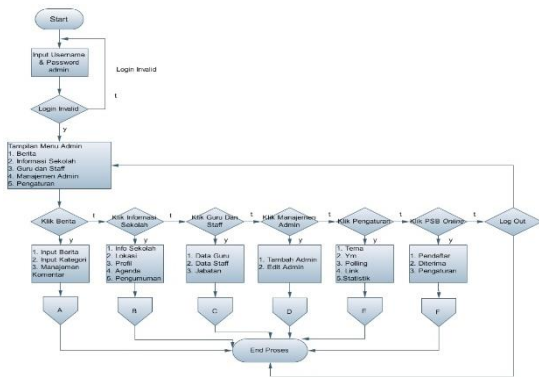 Start
Input Username
& Password
admin
Login Invalid
t
Login Invalid
y
Tampilan Menu Admin
1. Berita
2. Informasi Sekolah
3. Guru dan Staff
4. Manajemen Admin
5. Pengaturan
Klik Berita
t
Klik Informasi
Sekolah
t
Klik Guru Dan
Staff
t
Klik Manajemen
Admin
t
Klik Pengaturan
t
Klik PSB Online
t
Log Out
y
y
y
y
y
y
1. Input Berita
2. Input Kategori
3. Manajemen
Komentar
1. Info Sekolah
2. Lokasi
3. Profil
4. Agenda
5. Pengumuman
1. Data Guru
2. Data Staff
3. Jabatan
1. Tambah Admin
2. Edit Admin
1. Tema
2. Ym
3. Polling
4. Link
5.Statistik
1. Pendaftar
2. Diterima
3. Pengaturan
A
B
C
D
E
F
End Proses